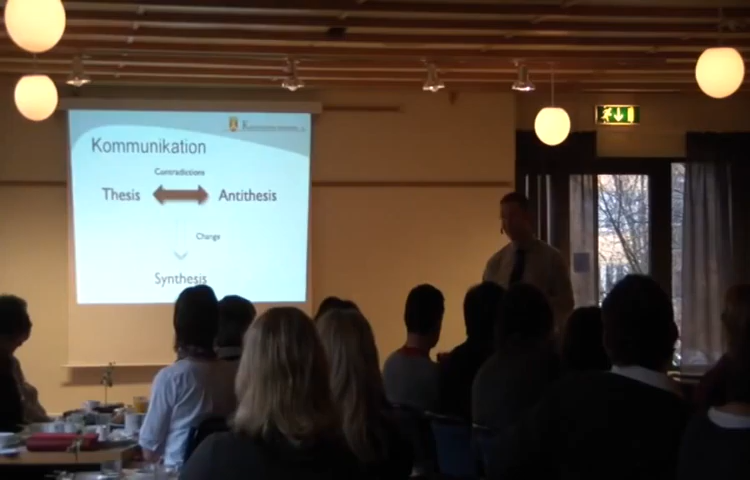 Kommunikation
Contradictions
Thesis Antithesis
Change
Synthesis